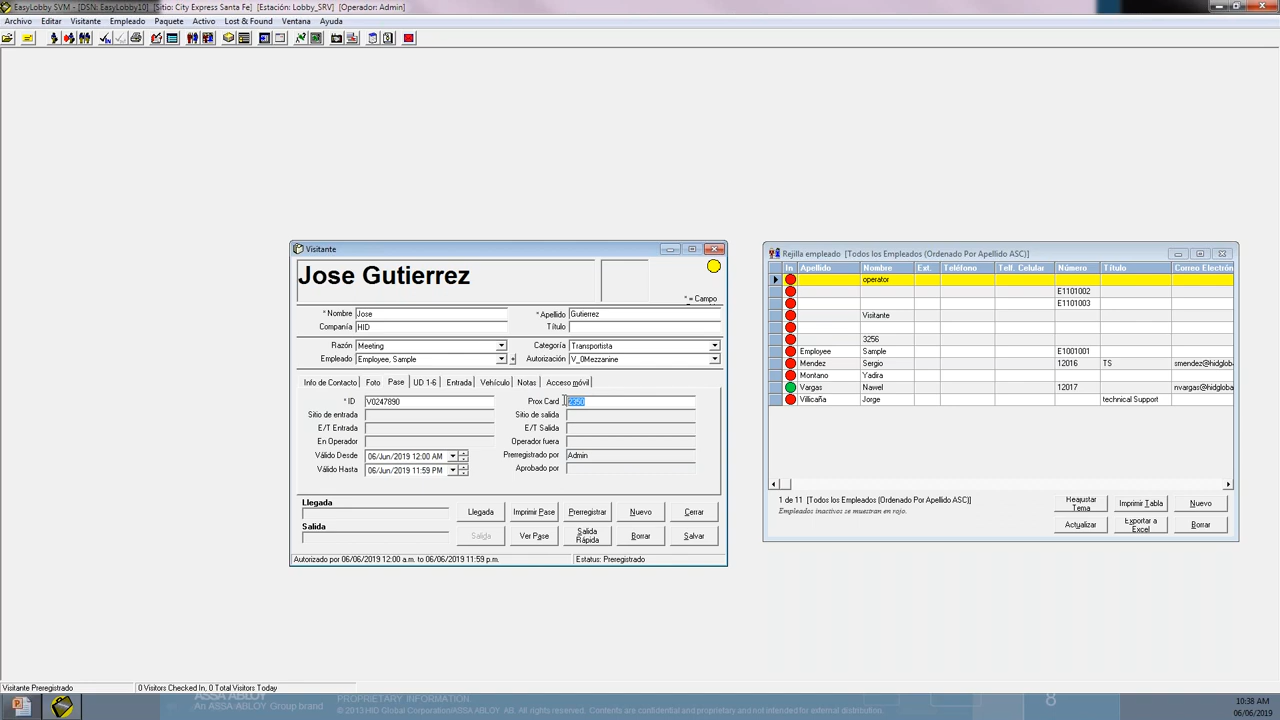 EasyLobby SVM - [DSN: EasyLobby10] [Sitio: City Express Santa Fe] [Estación: Lobby_SRV] [Operador: Admin]
Archivo Editar Visitante Empleado Paquete Activo Lost & Found Ventana Ayuda
Visitante
Jose Gutierrez
* = Campo
* Nombre Jose * Apellido Gutierrez
Compañía HID Título
Razón Meeting Categoría Transportista
Empleado Employee, Sample Autorización V_0Mezzanine
Info de Contacto Foto Pase UD 1-6 Entrada Vehículo Notas Acceso móvil
* ID V0247890 Prox Card 2350
Sitio de entrada Sitio de salida
E/T Entrada E/T Salida
En Operador Operador fuera
Válido Desde 06/Jun/2019 12:00 AM Prerregistrado por Admin
Válido Hasta 06/Jun/2019 11:59 PM Aprobado por
Llegada
Salida
Llegada Imprimir Pase Prerregistrar Nuevo Cerrar
Salida Ver Pase Salida Rápida Borrar Salvar
Autorizado por 06/06/2019 12:00 a.m. to 06/06/2019 11:59 p.m. Estatus: Preregistrado
Rejilla empleado [Todos los Empleados (Ordenado Por Apellido ASC)]
In Apellido Nombre Ext. Teléfono Telf. Celular Número Título Correo Electrón
operator
E1101002
E1101003
Visitante
3256
Employee Sample E1001001
Mendez Sergio 12016 TS smendez@hidgloba
Montano Yadira
Vargas Nawel 12017 nvargas@hidgloba
Villicaña Jorge technical Support
1 de 11 [Todos los Empleados (Ordenado Por Apellido ASC)]
Empleados inactivos se muestran en rojo.
Reajustar Tema Imprimir Tabla Nuevo
Actualizar Exportar a Excel Borrar
Visitante Preregistrado 0 Visitors Checked In, 0 Total Visitors Today
ASSA ABLOY
An ASSA ABLOY Group brand
PROPRIETARY INFORMATION
© 2013 HID Global Corporation/ASSA ABLOY AB. All rights reserved. Contents are confidential and proprietary and not intended for external distribution.
8
10:38 AM
06/06/2019